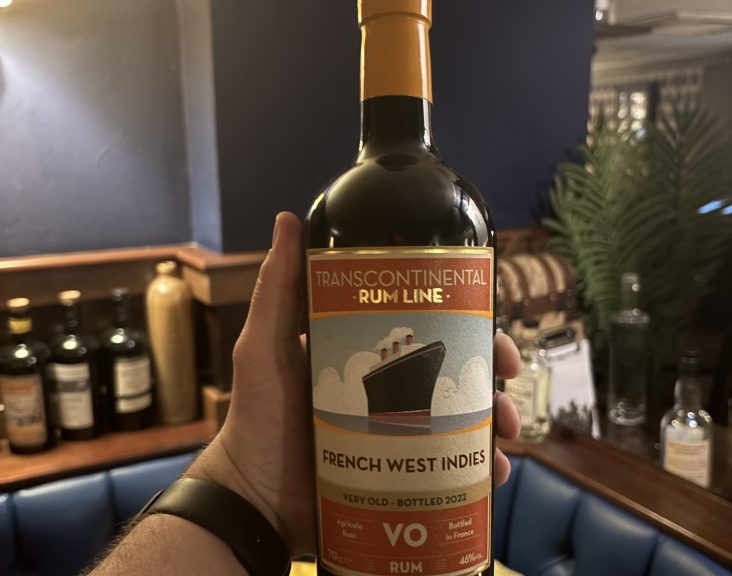 TRANSCONTINENTAL
· RUM LINE ·
FRENCH WEST INDIES
VERY OLD - BOTTLED 2022
Agricole
Rum
VO
Bottled
in France
70cl
RUM
46%vol